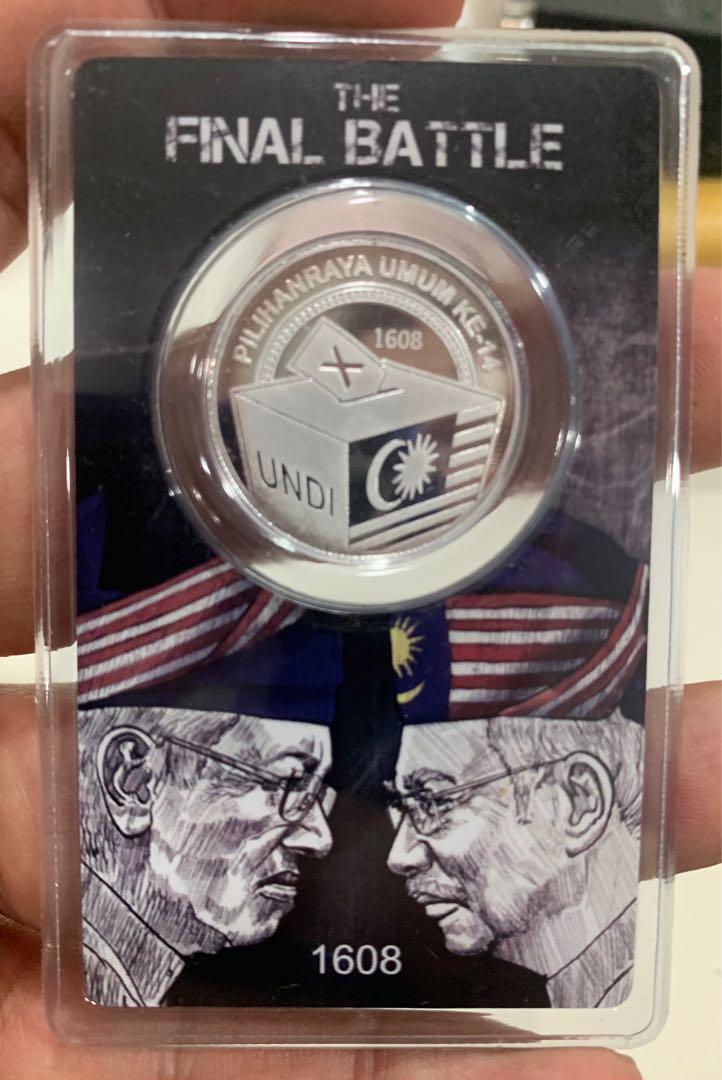 THE
FINAL BATTLE
PILIHANRAYA UMUM KE-14
1608
X
UNDI
1608